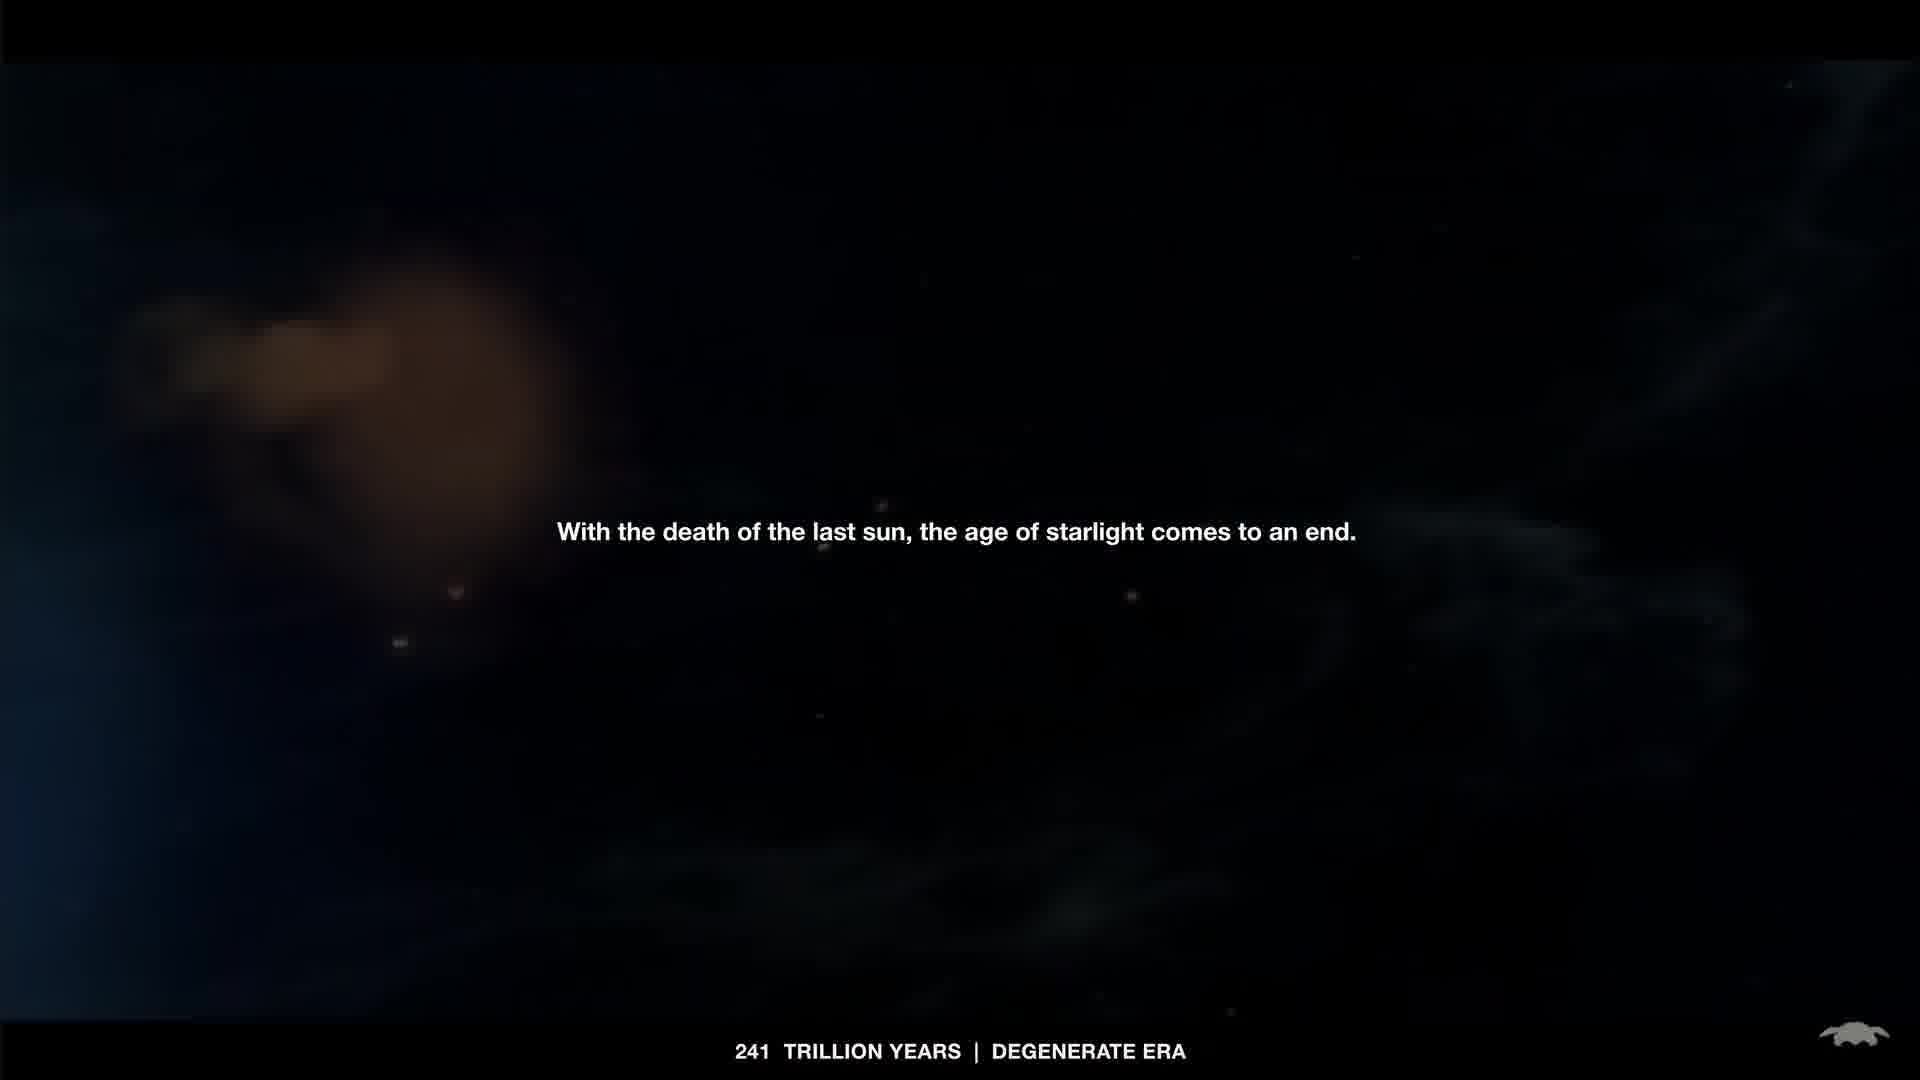 With the death of the last sun, the age of starlight comes to an end.
241 TRILLION YEARS | DEGENERATE ERA